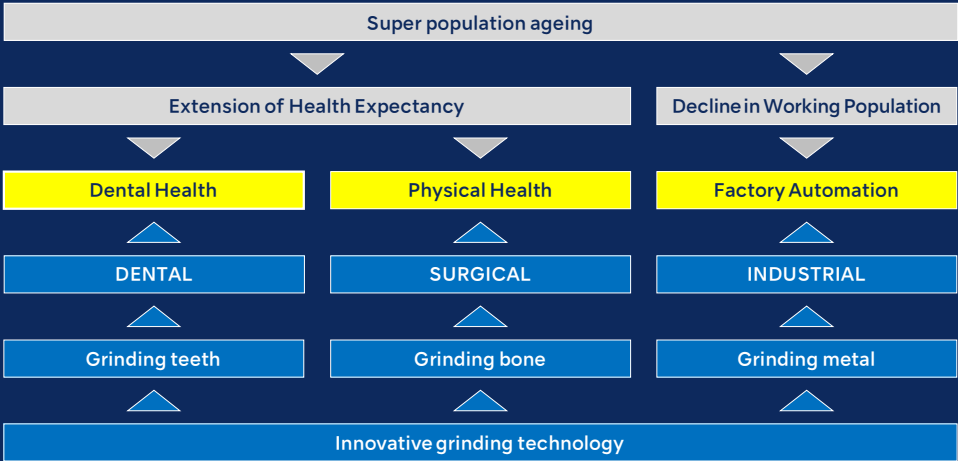 Super population ageing
Extension of Health Expectancy
Decline in Working Population
Dental Health
Physical Health
Factory Automation
DENTAL
SURGICAL
INDUSTRIAL
Grinding teeth
Grinding bone
Grinding metal
Innovative grinding technology